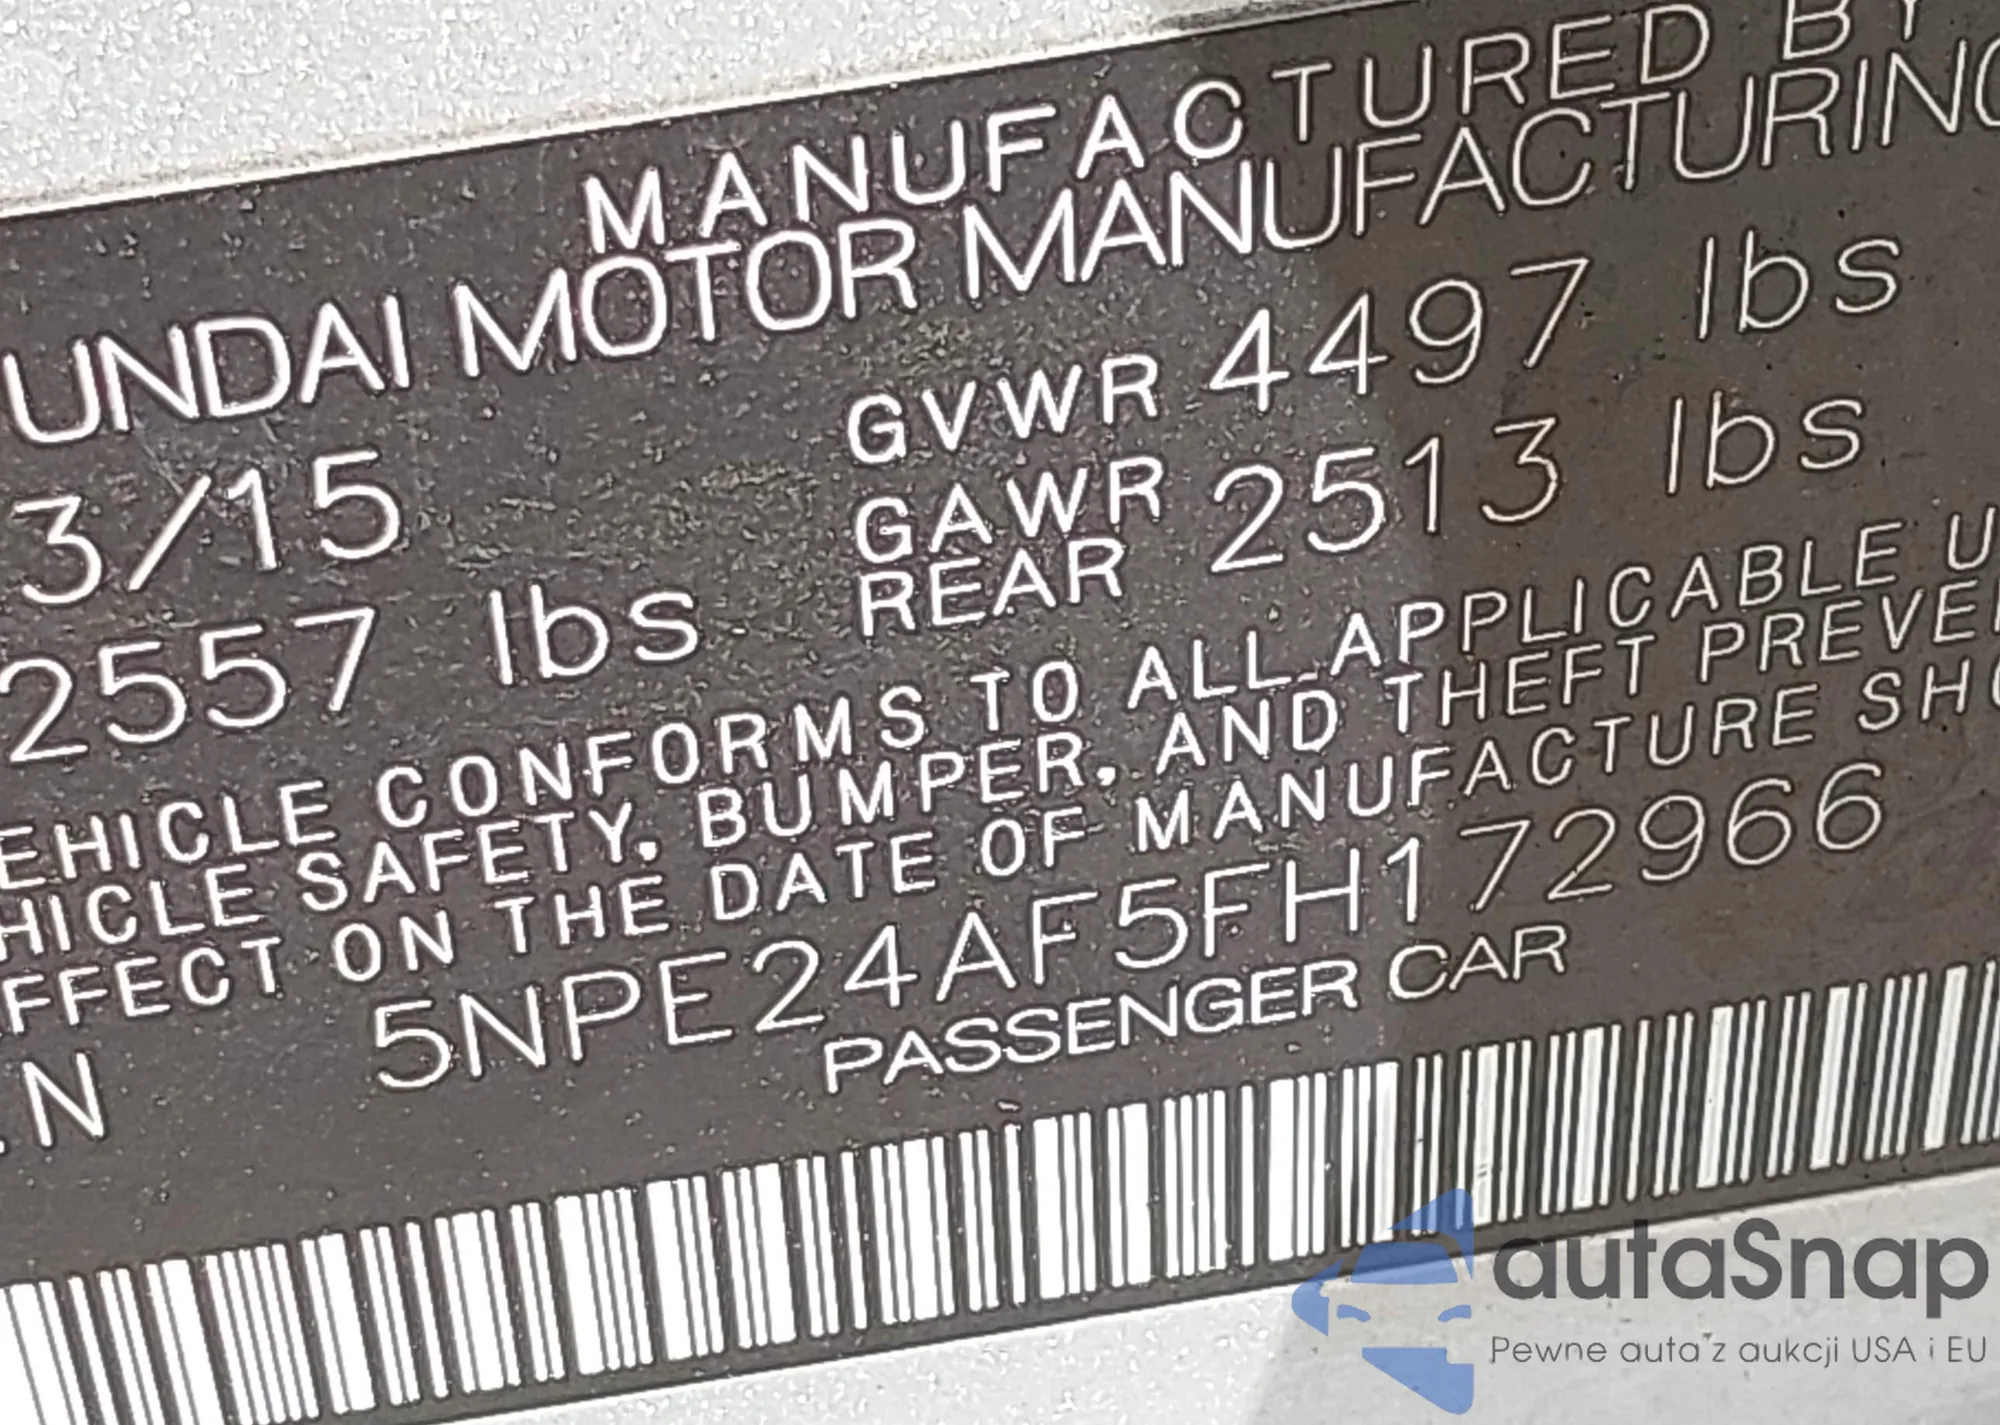 MANUFACTURED BY
UNDAI MOTOR MANUFACTURING
3/15 GVWR 4497 lbs
2557 lbs GAWR REAR 2513 lbs
EHICLE CONFORMS TO ALL APPLICABLE U
HICLE SAFETY, BUMPER, AND THEFT PREVE
EFFECT ON THE DATE OF MANUFACTURE SHO
5NPE24AF5FH172966
.N PASSENGER CAR
autaSnap
Pewne auta z aukcji USA i EU